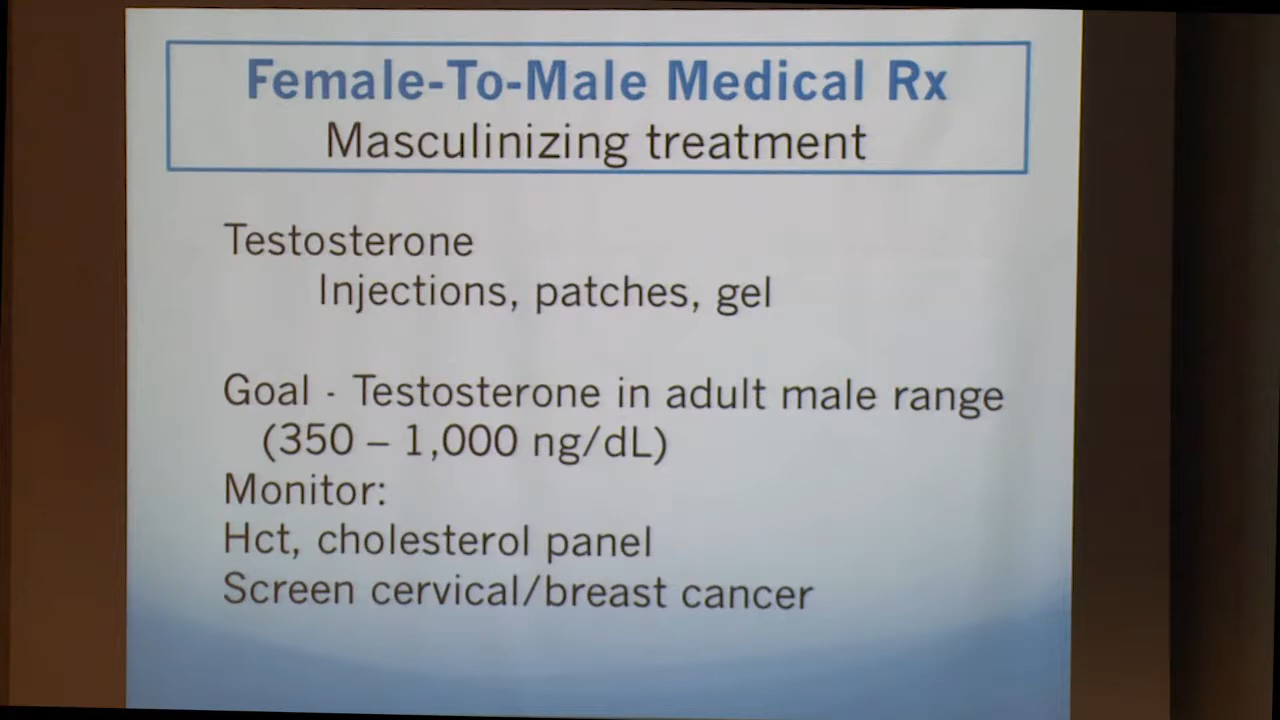 Female-To-Male Medical Rx
Masculinizing treatment
Testosterone
Injections, patches, gel
Goal - Testosterone in adult male range
(350 – 1,000 ng/dL)
Monitor:
Hct, cholesterol panel
Screen cervical/breast cancer